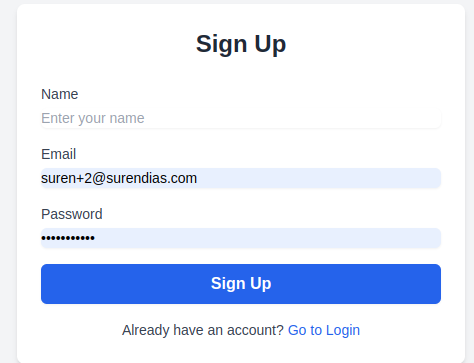 Sign Up
Name
Enter your name
Email
suren+2@surendias.com
Password
•••••••••••
Sign Up
Already have an account? Go to Login